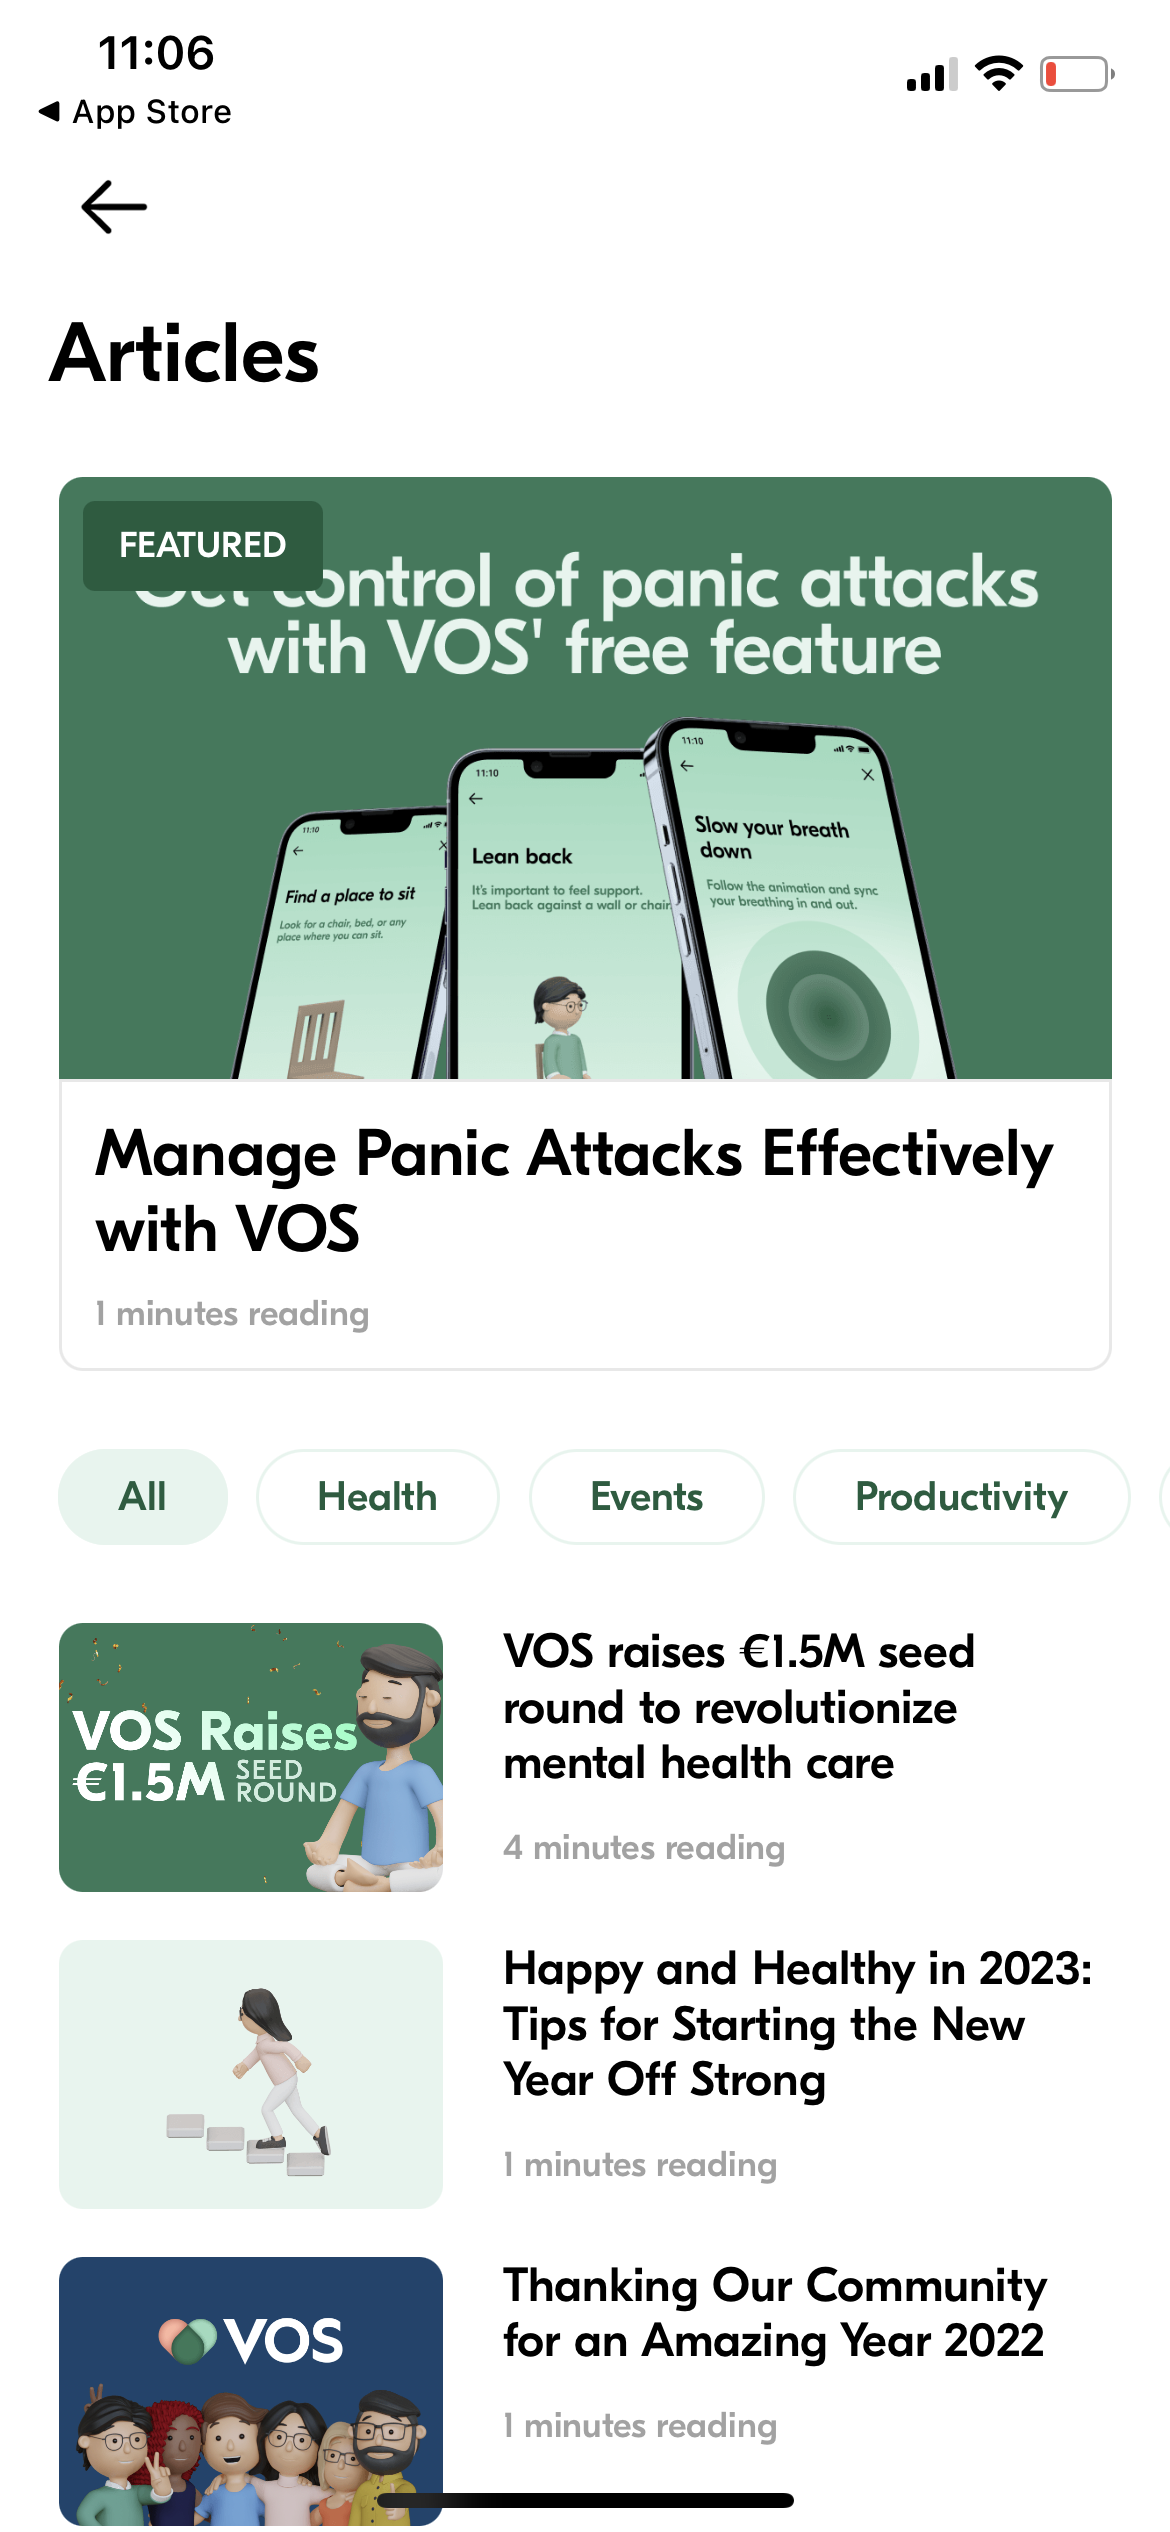 11:06
App Store
Articles
FEATURED
control of panic attacks
with VOS' free feature
11:10
Find a place to sit
Look for a chair, bed, or any
place where you can sit.
11:10
Lean back
It's important to feel support.
Lean back against a wall or chair
11:10
Slow your breath
down
Follow the animation and sync
your breathing in and out.
Manage Panic Attacks Effectively
with VOS
1 minutes reading
All
Health
Events
Productivity
VOS Raises
€1.5M SEED
ROUND
VOS raises €1.5M seed
round to revolutionize
mental health care
4 minutes reading
Happy and Healthy in 2023:
Tips for Starting the New
Year Off Strong
1 minutes reading
VOS
Thanking Our Community
for an Amazing Year 2022
1 minutes reading